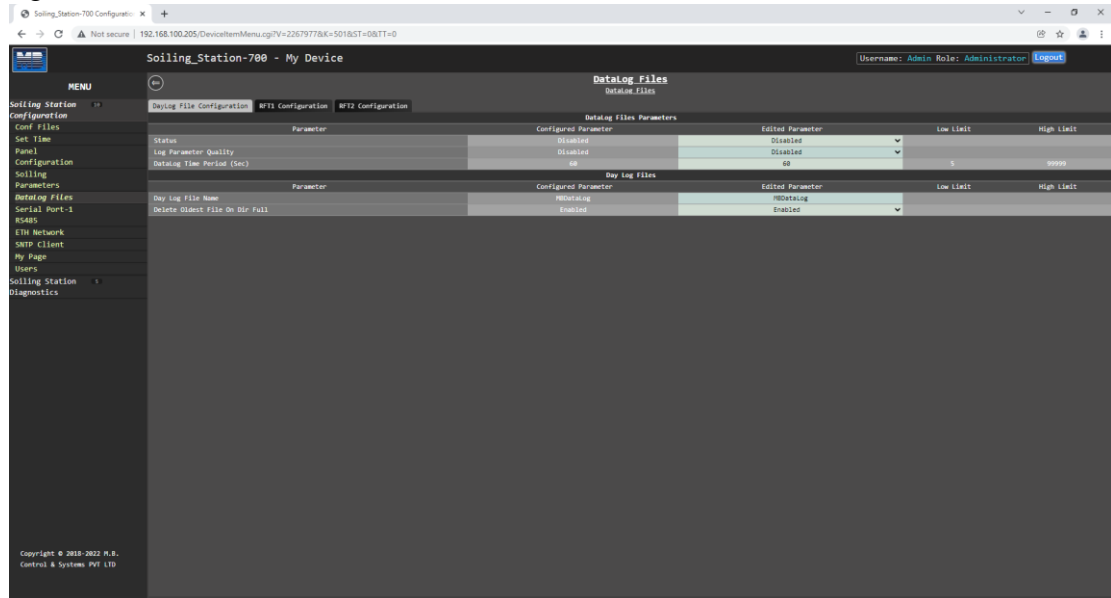 Soiling_Station-700 Configuratio
Not secure 192.168.100.205/DeviceItemMenu.cgi?V=2267977&K=501&ST=0&TT=0
MB
Soiling_Station-700 - My Device
Username: Admin Role: Administrator Logout
MENU
DataLog Files
DataLog Files
Soiling Station
Configuration
Conf Files
Set Time
Panel
Configuration
Soiling
Parameters
DataLog Files
Serial Port-1
RS485
ETH Network
SNTP Client
My Page
Users
Soiling Station
Diagnostics
DayLog File Configuration RFT1 Configuration RFT2 Configuration
DataLog Files Parameters
Parameter Configured Parameter Edited Parameter Low Limit High Limit
Status Disabled Disabled
Log Parameter Quality Disabled Disabled
DataLog Time Period (Sec) 60 60 5 99999
Day Log Files
Parameter Configured Parameter Edited Parameter Low Limit High Limit
Day Log File Name MBDataLog MBDataLog
Delete Oldest File On Dir Full Enabled Enabled
Copyright © 2018-2022 M.B.
Control & Systems PVT LTD